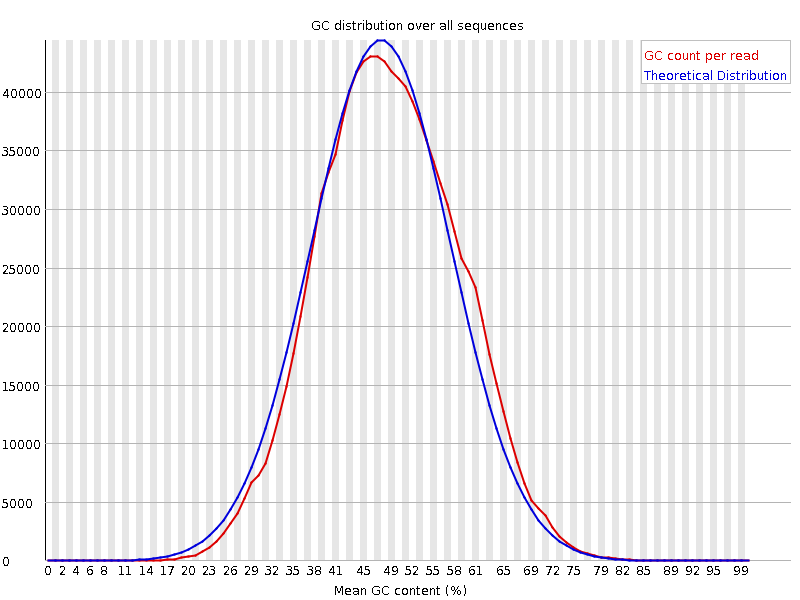 GC distribution over all sequences
GC count per read
Theoretical Distribution
40000
35000
30000
25000
20000
15000
10000
5000
0
0 2 4 6 8 11 14 17 20 23 26 29 32 35 38 41 45 49 52 55 58 61 65 69 72 75 79 82 85 89 92 95 99
Mean GC content (%)